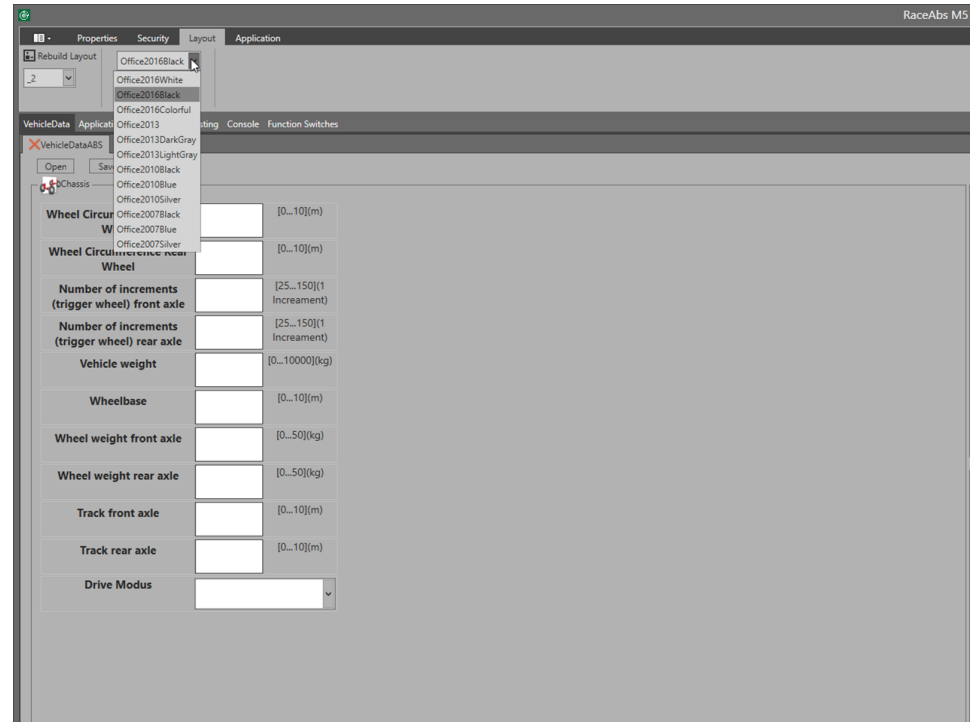 RaceAbs M5
Properties Security Layout Application
Rebuild Layout
Office2016Black
_2
Office2016White
Office2016Black
Office2016Colorful
Office2013
Office2013DarkGray
Office2013LightGray
Office2010Black
Office2010Blue
Office2010Silver
Office2007Black
Office2007Blue
Office2007Silver
VehicleData Console Function Switches
VehicleDataABS
Open
[0...10](m)
Wheel Circumference Rear
Wheel
[0...10](m)
Number of increments
(trigger wheel) front axle
[25...150](1
Increament)
Number of increments
(trigger wheel) rear axle
[25...150](1
Increament)
Vehicle weight
[0...10000](kg)
Wheelbase
[0...10](m)
Wheel weight front axle
[0...50](kg)
Wheel weight rear axle
[0...50](kg)
Track front axle
[0...10](m)
Track rear axle
[0...10](m)
Drive Modus